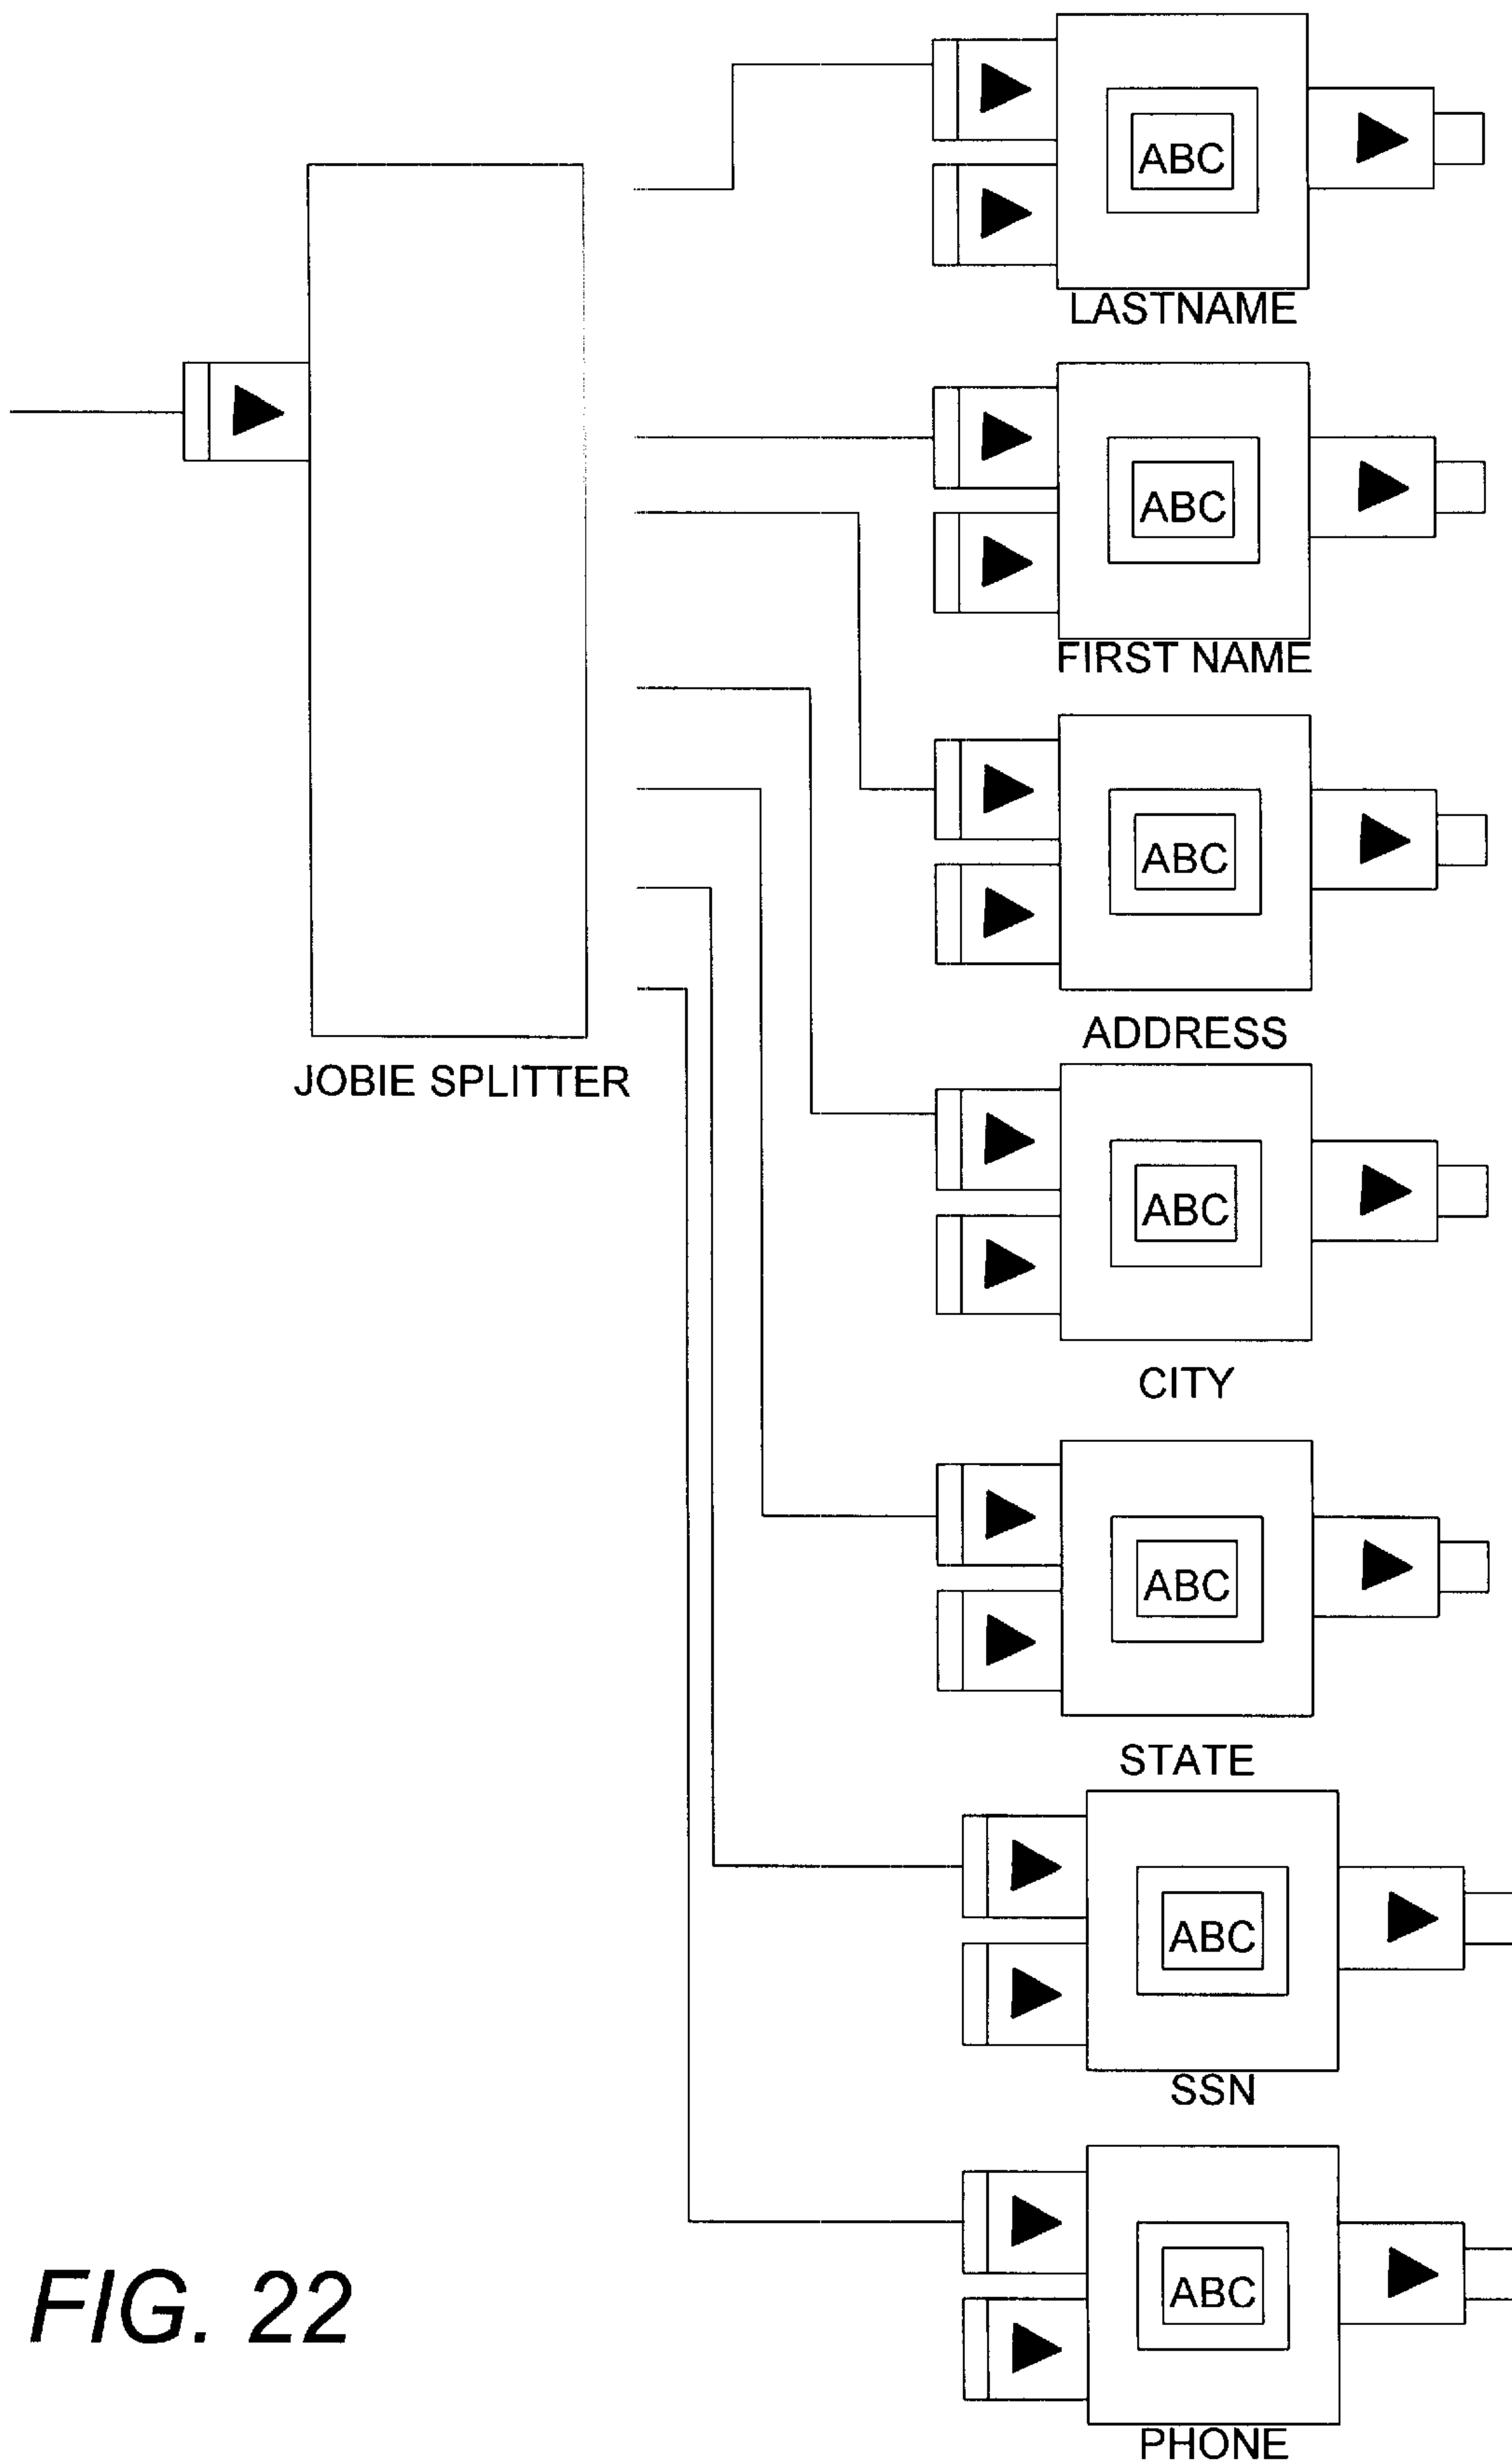 ABC
LASTNAME
ABC
FIRST NAME
ABC
ADDRESS
JOBIE SPLITTER
ABC
CITY
ABC
STATE
ABC
SSN
ABC
PHONE
FIG. 22